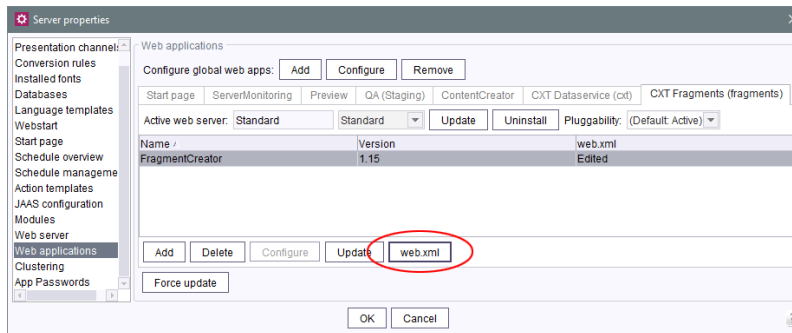 Server properties
Presentation channels
Conversion rules
Installed fonts
Databases
Language templates
Webstart
Start page
Schedule overview
Schedule manageme
Action templates
JAAS configuration
Modules
Web server
Web applications
Clustering
App Passwords
Web applications
Configure global web apps: Add Configure Remove
Start page ServerMonitoring Preview QA (Staging) ContentCreator CXT Dataservice (cxt) CXT Fragments (fragments)
Active web server: Standard Standard Update Uninstall Pluggability: (Default: Active)
Name Version web.xml
FragmentCreator 1.15 Edited
Add Delete Configure Update web.xml
Force update
OK Cancel